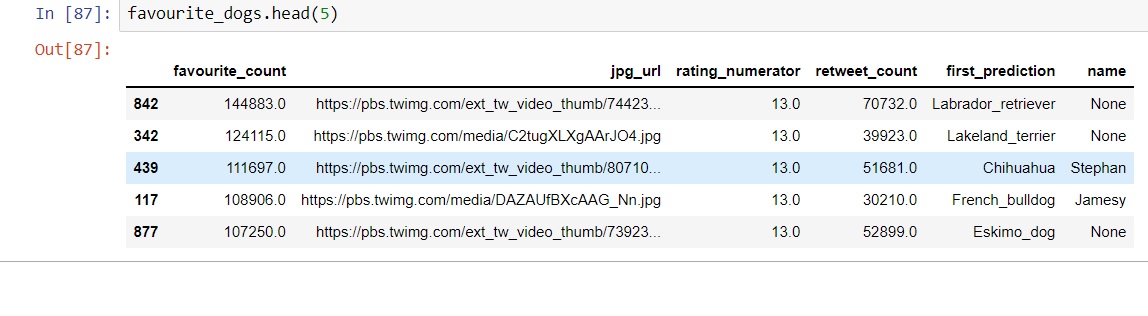 In [87]: favourite_dogs.head(5)
Out[87]:
favourite_count jpg_url rating_numerator retweet_count first_prediction name
842 144883.0 https://pbs.twimg.com/ext_tw_video_thumb/74423... 13.0 70732.0 Labrador_retriever None
342 124115.0 https://pbs.twimg.com/media/C2tugXLXgAArJO4.jpg 13.0 39923.0 Lakeland_terrier None
439 111697.0 https://pbs.twimg.com/ext_tw_video_thumb/80710... 13.0 51681.0 Chihuahua Stephan
117 108906.0 https://pbs.twimg.com/media/DAZAUfBXcAAG_Nn.jpg 13.0 30210.0 French_bulldog Jamesy
877 107250.0 https://pbs.twimg.com/ext_tw_video_thumb/73923... 13.0 52899.0 Eskimo_dog None